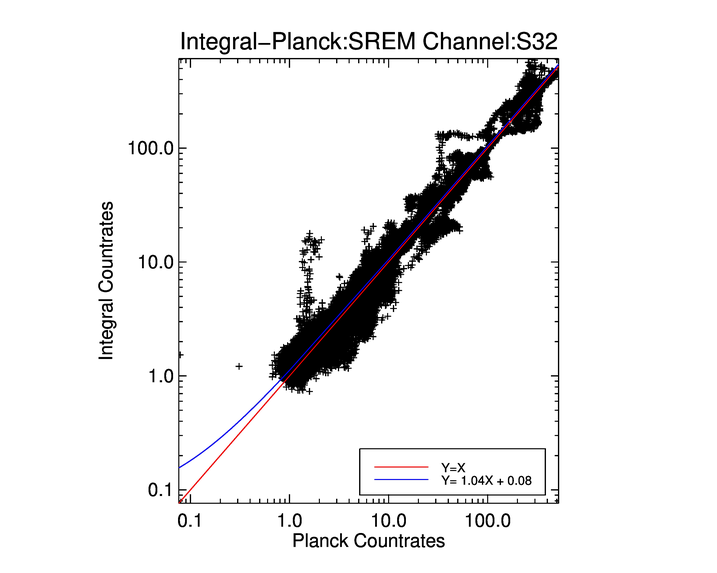 Integral-Planck:SREM Channel:S32
Integral Countrates
100.0
10.0
1.0
0.1
0.1 1.0 10.0 100.0
Planck Countrates
Y=X
Y= 1.04X + 0.08